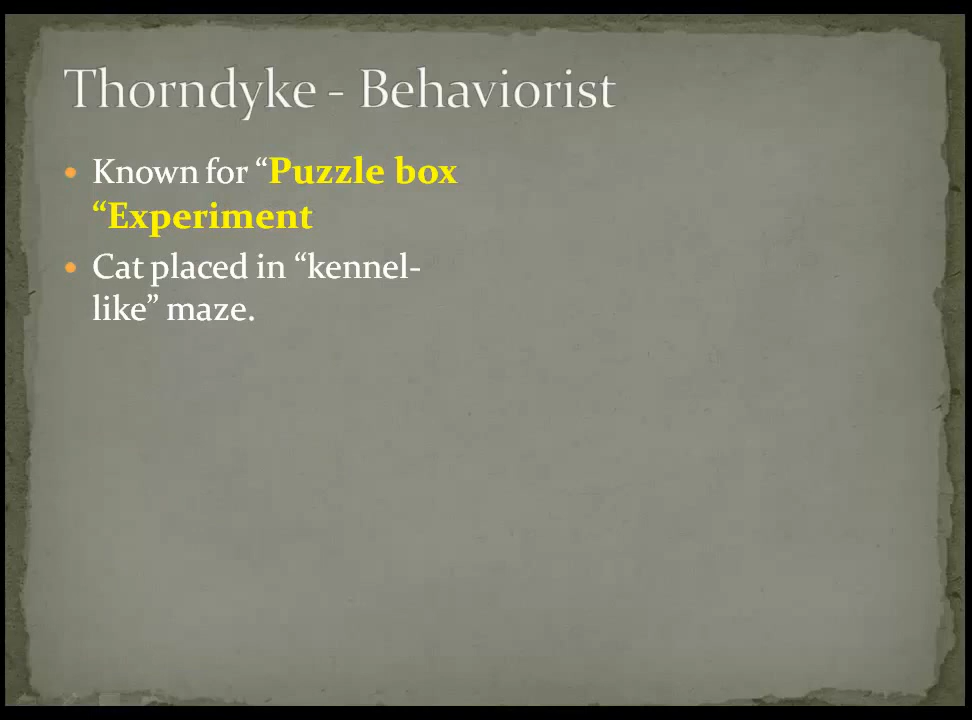 Thorndyke - Behaviorist
• Known for “Puzzle box
“Experiment
• Cat placed in “kennel-
like” maze.